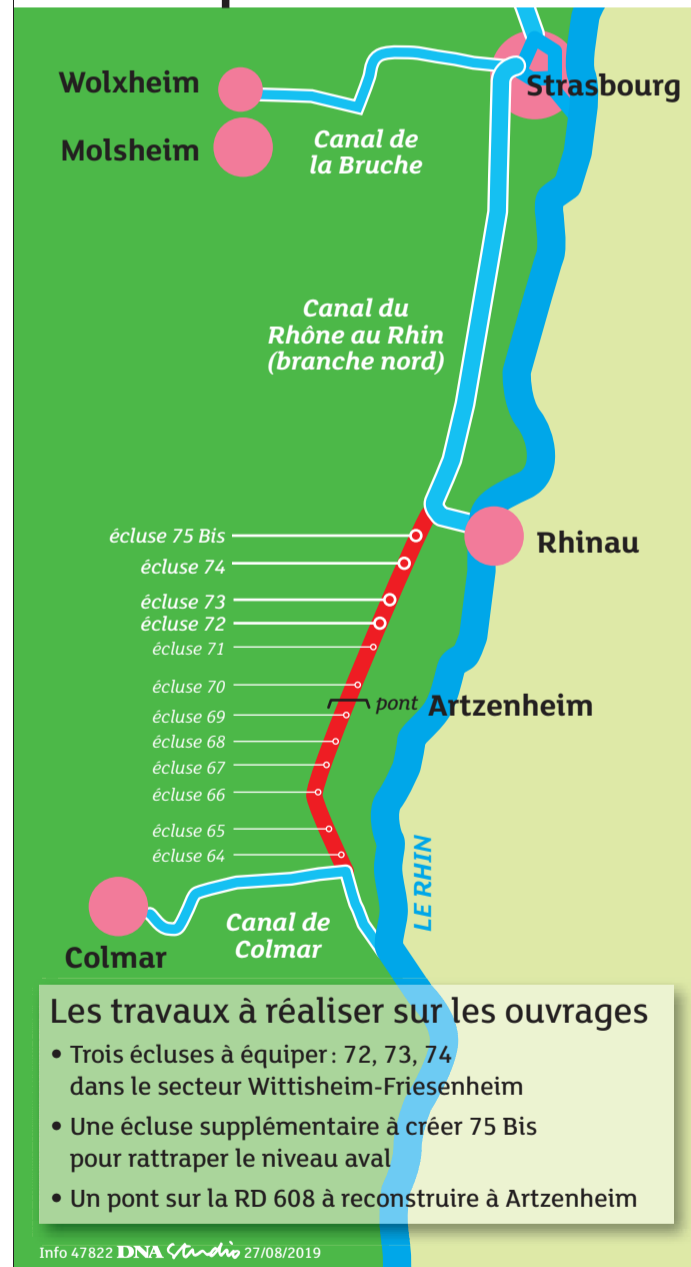 Wolxheim
Strasbourg
Molsheim
Canal de
la Bruche
Canal du
Rhône au Rhin
(branche nord)
écluse 75 Bis
Rhinau
écluse 74
écluse 73
écluse 72
écluse 71
écluse 70
pont Artzenheim
écluse 69
écluse 68
écluse 67
écluse 66
écluse 65
écluse 64
LE RHIN
Canal de
Colmar
Colmar
Les travaux à réaliser sur les ouvrages
• Trois écluses à équiper : 72, 73, 74
dans le secteur Wittisheim-Friesenheim
• Une écluse supplémentaire à créer 75 Bis
pour rattraper le niveau aval
• Un pont sur la RD 608 à reconstruire à Artzenheim
Info 47822 DNA Studio 27/08/2019